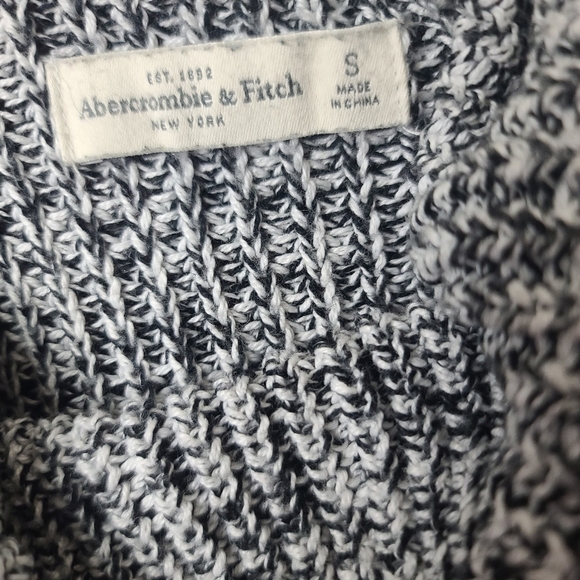 EST. 1892
Abercrombie & Fitch
NEW YORK
S
MADE
IN CHINA